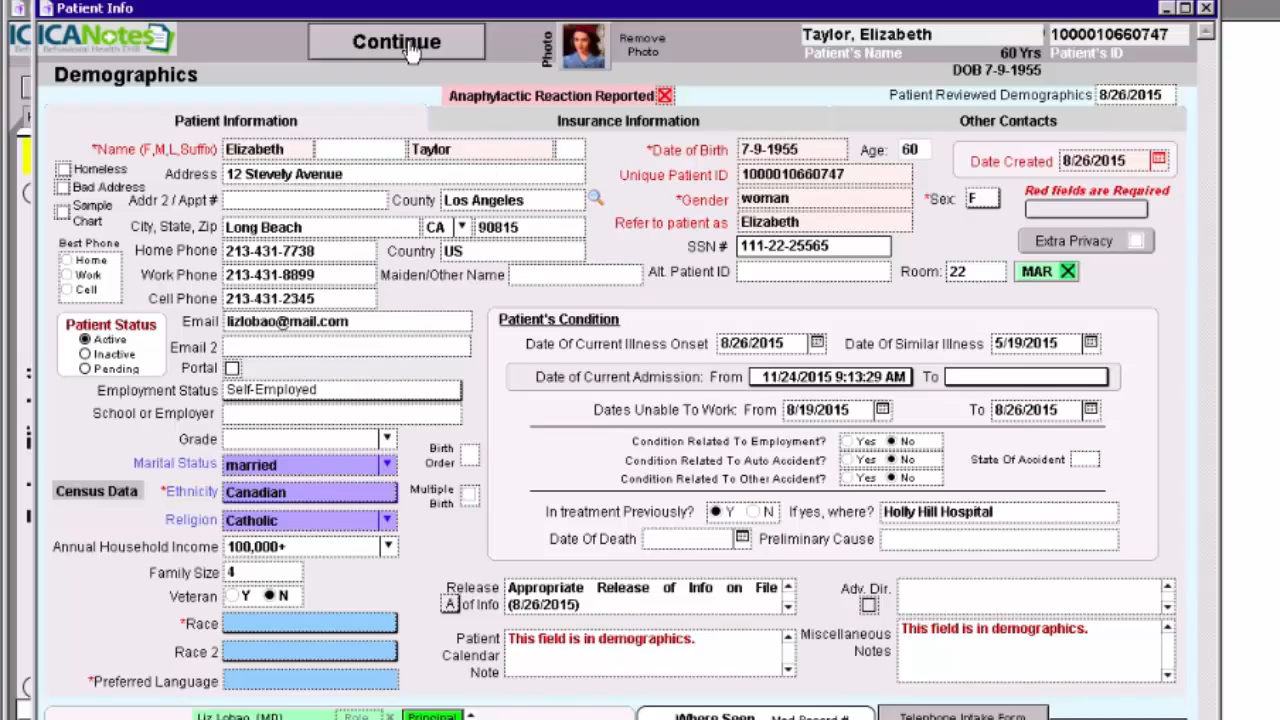 Patient Info
ICANotes
Behavioral Health EHR
Continue
Photo
Remove Photo
Taylor, Elizabeth
1000010660747
Patient's Name
60 Yrs
Patient's ID
DOB 7-9-1955
Demographics
Anaphylactic Reaction Reported
Patient Reviewed Demographics 8/26/2015
Patient Information
Insurance Information
Other Contacts
*Name (F,M,L,Suffix) Elizabeth Taylor
*Date of Birth 7-9-1955 Age: 60
Date Created 8/26/2015
Homeless
Address 12 Stevely Avenue
Unique Patient ID 1000010660747
Bad Address
Addr 2 / Appt #
County Los Angeles
*Gender woman
*Sex: F
Red fields are Required
Sample Chart
City, State, Zip Long Beach CA 90815
Refer to patient as Elizabeth
Best Phone
Home
Work
Cell
Home Phone 213-431-7738
Country US
SSN # 111-22-25565
Extra Privacy
Work Phone 213-431-8899
Maiden/Other Name
Alt. Patient ID
Room: 22
MAR X
Cell Phone 213-431-2345
Patient Status
Active
Inactive
Pending
Email lizlobao@mail.com
Email 2
Portal
Employment Status Self-Employed
School or Employer
Grade
Marital Status married
Birth Order
Census Data
*Ethnicity Canadian
Multiple Birth
Religion Catholic
Annual Household Income 100,000+
Family Size 4
Veteran Y N
*Race
Race 2
*Preferred Language
Patient's Condition
Date Of Current Illness Onset 8/26/2015
Date Of Similar Illness 5/19/2015
Date of Current Admission: From 11/24/2015 9:13:29 AM To
Dates Unable To Work: From 8/19/2015 To 8/26/2015
Condition Related To Employment? Yes No
Condition Related To Auto Accident? Yes No
State Of Accident
Condition Related To Other Accident? Yes No
In treatment Previously? Y N If yes, where? Holly Hill Hospital
Date Of Death
Preliminary Cause
Release of Info
A
Appropriate Release of Info on File
(8/26/2015)
Adv. Dir.
Patient Calendar Note
This field is in demographics.
Miscellaneous Notes
This field is in demographics.
Liz Lobao, (MD)
Role
X
Principal
Where Seen
Med Record #
Telephone Intake Form